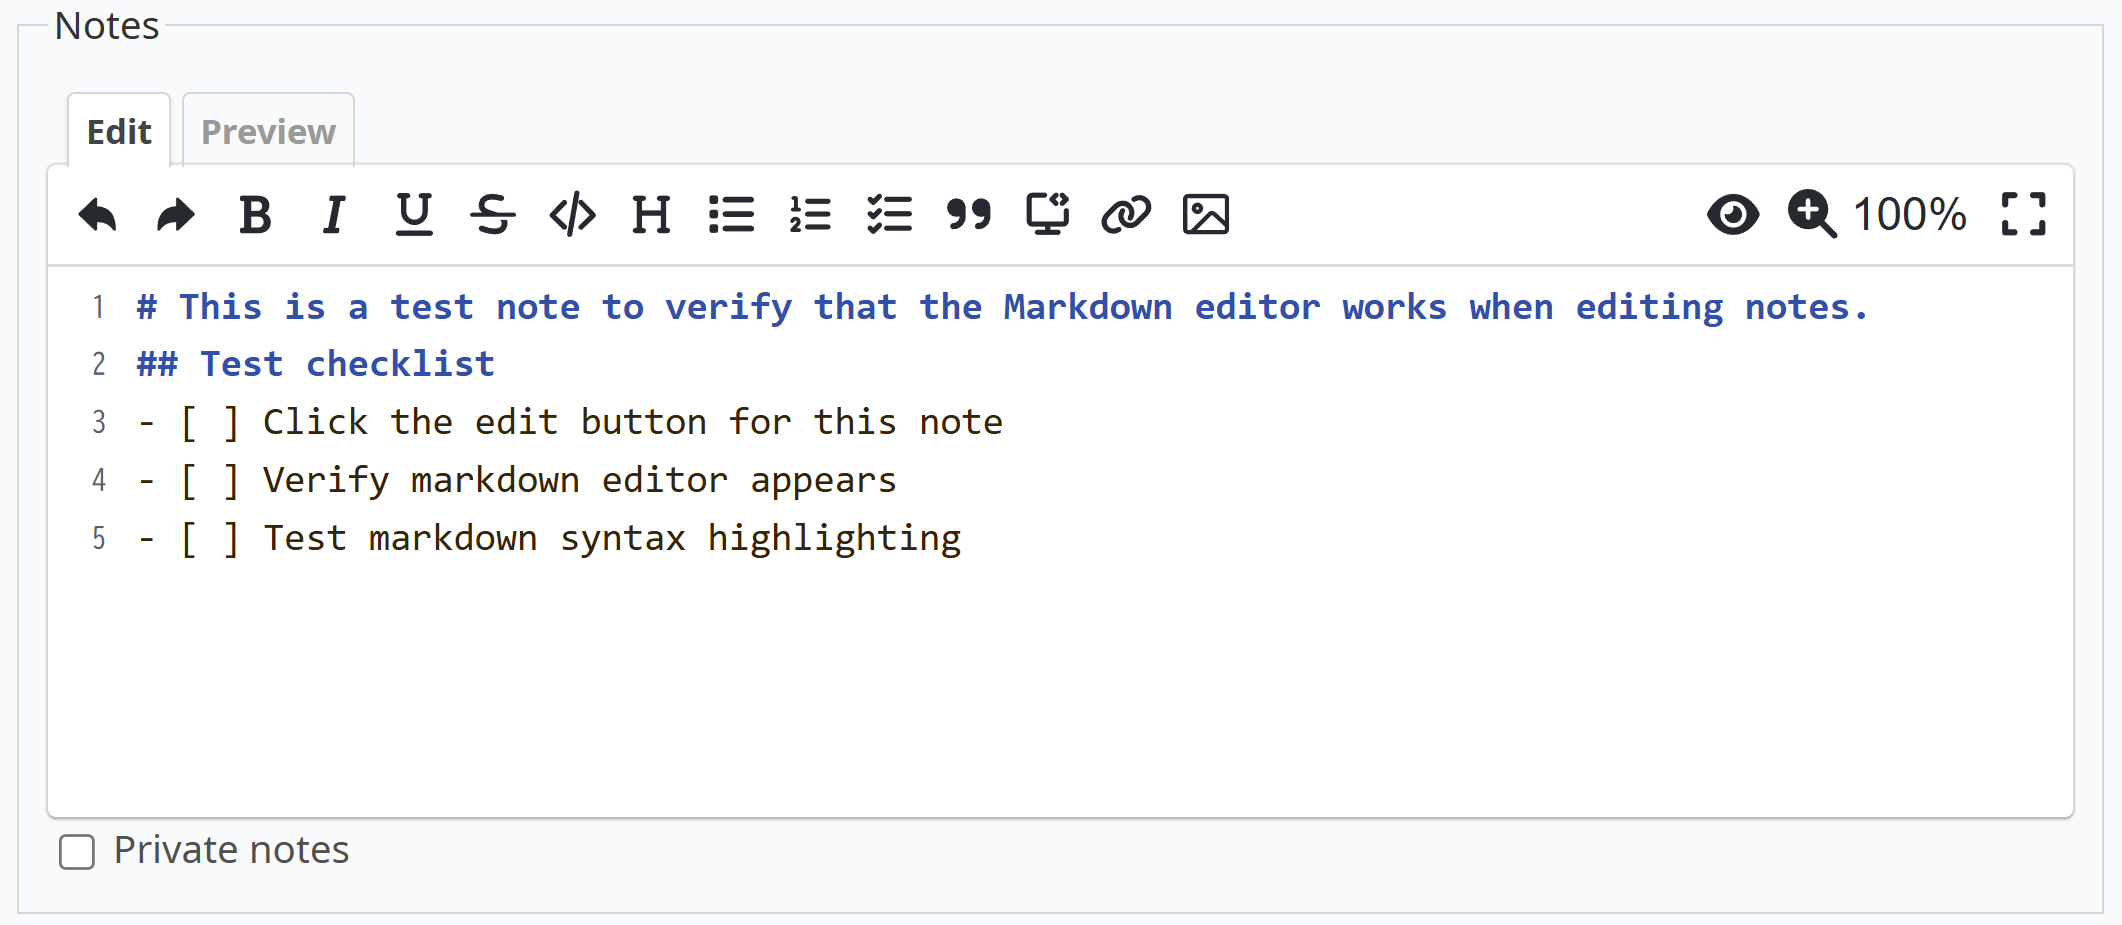 Notes
Edit Preview
100%
1 # This is a test note to verify that the Markdown editor works when editing notes.
2 ## Test checklist
3 - [ ] Click the edit button for this note
4 - [ ] Verify markdown editor appears
5 - [ ] Test markdown syntax highlighting
Private notes